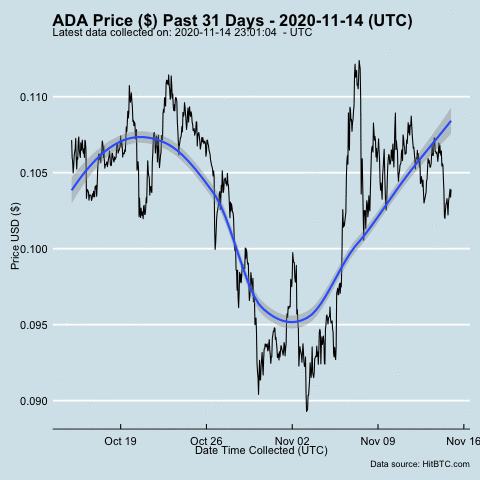 ADA Price ($) Past 31 Days - 2020-11-14 (UTC)
Latest data collected on: 2020-11-14 23:01:04  - UTC
0.110
0.105
0.100
0.095
0.090
Price USD ($)
Oct 19
Oct 26
Nov 02
Nov 09
Nov 16
Date Time Collected (UTC)
Data source: HitBTC.com